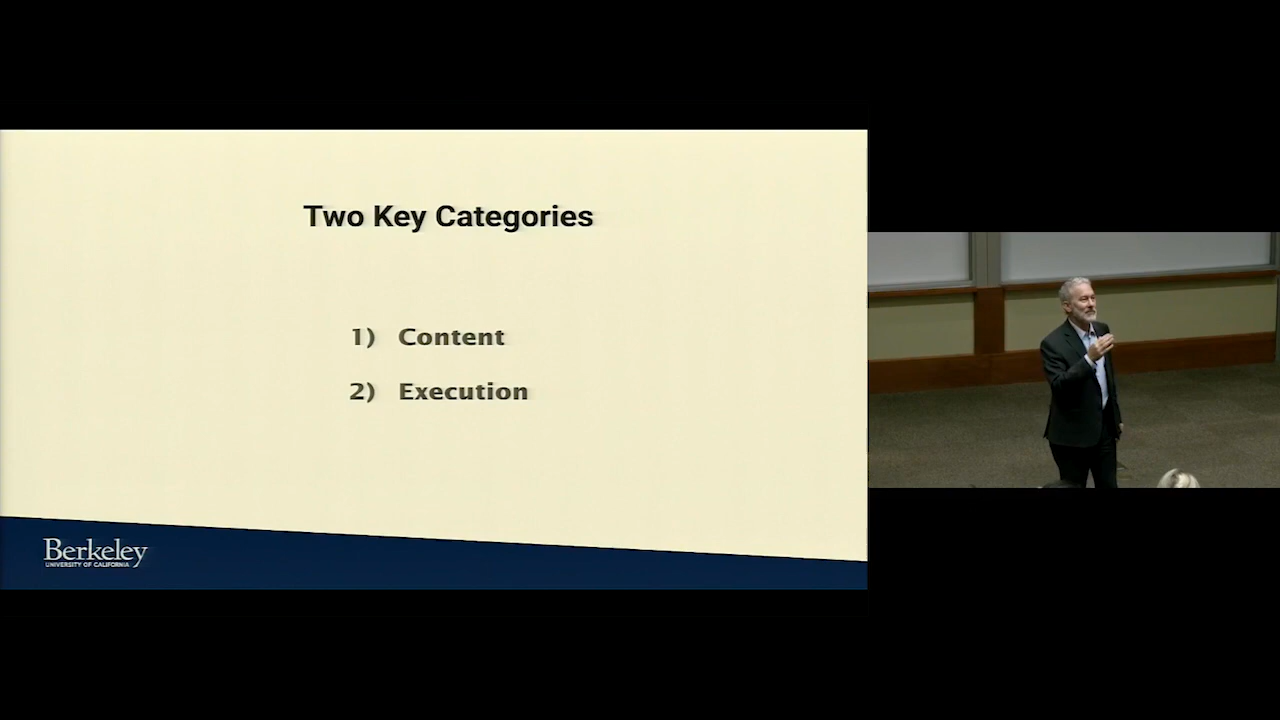 Two Key Categories
1) Content
2) Execution
Berkeley
UNIVERSITY OF CALIFORNIA